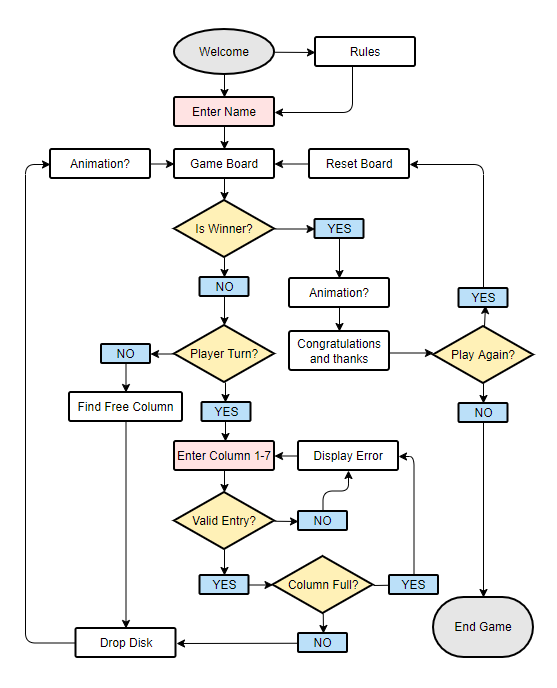 Welcome
Rules
Enter Name
Animation?
Game Board
Reset Board
Is Winner?
YES
NO
Animation?
YES
Congratulations
and thanks
Player Turn?
NO
Play Again?
Find Free Column
YES
NO
Enter Column 1-7
Display Error
Valid Entry?
NO
YES
Column Full?
YES
Drop Disk
NO
End Game